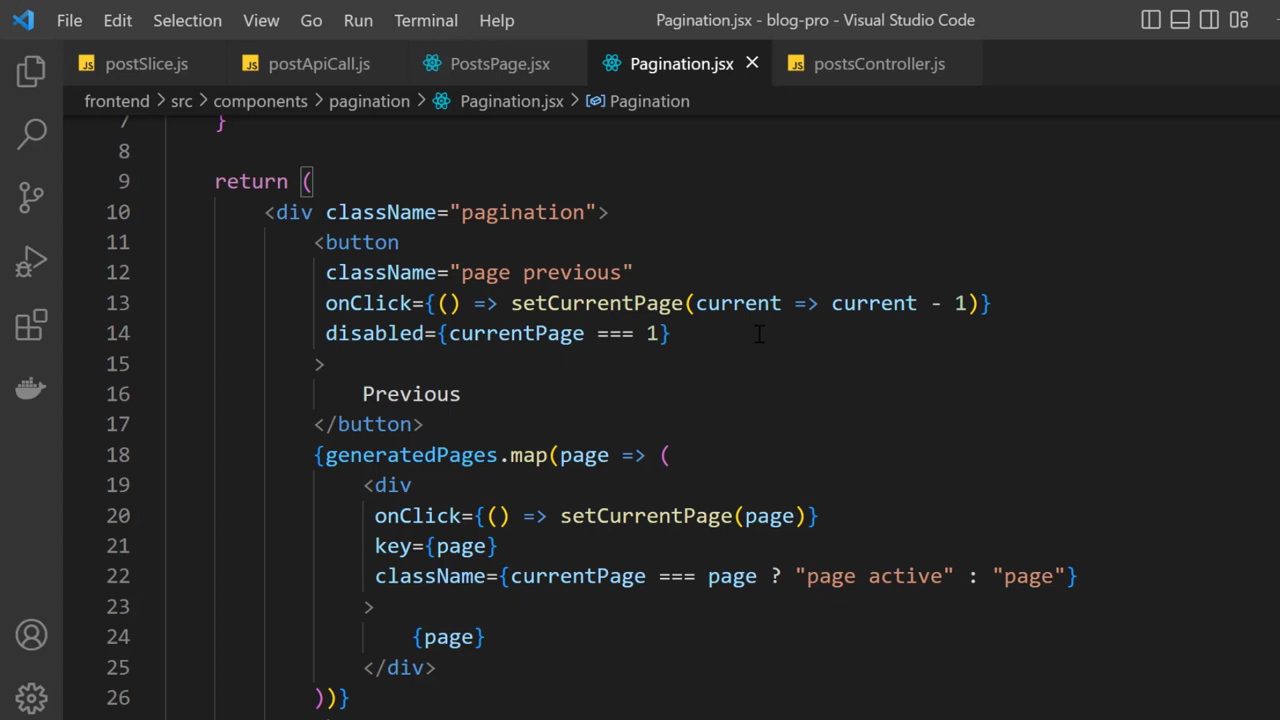 File Edit Selection View Go Run Terminal Help Pagination.jsx - blog-pro - Visual Studio Code
JS postSlice.js JS postApiCall.js PostsPage.jsx Pagination.jsx JS postsController.js
frontend > src > components > pagination > Pagination.jsx > Pagination
7 }
8
9 return (
10 <div className="pagination">
11 <button
12 className="page previous"
13 onClick={() => setCurrentPage(current => current - 1)}
14 disabled={currentPage === 1}
15 >
16 Previous
17 </button>
18 {generatedPages.map(page => (
19 <div
20 onClick={() => setCurrentPage(page)}
21 key={page}
22 className={currentPage === page ? "page active" : "page"}
23 >
24 {page}
25 </div>
26 ))}